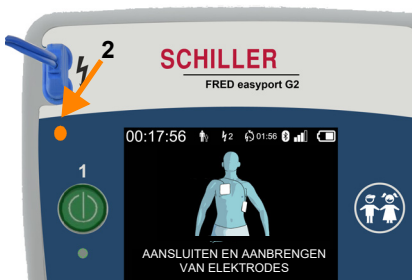 2
SCHILLER
FRED easyport G2
00:17:56 2 01:56
1
AANSLUITEN EN AANBRENGEN
VAN ELEKTRODES